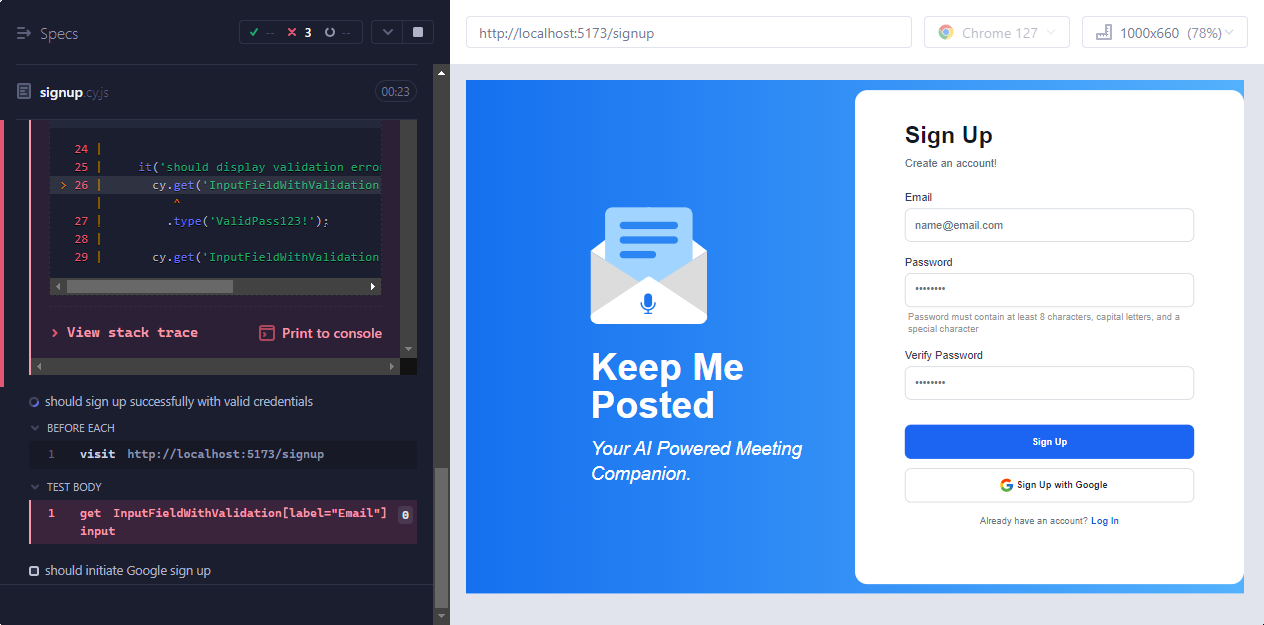 Specs
-- 3 --
signup.cy.js
00:23
24 |
25 | it('should display validation erro
> 26 | cy.get('InputFieldWithValidation
| ^
27 | .type('ValidPass123!');
28 |
29 | cy.get('InputFieldWithValidation
> View stack trace
Print to console
should sign up successfully with valid credentials
BEFORE EACH
1 visit http://localhost:5173/signup
TEST BODY
1 get InputFieldWithValidation[label="Email"] 0
input
should initiate Google sign up
http://localhost:5173/signup
Chrome 127
1000x660 (78%)
Keep Me
Posted
Your AI Powered Meeting
Companion.
Sign Up
Create an account!
Email
name@email.com
Password
••••••••
Password must contain at least 8 characters, capital letters, and a
special character
Verify Password
••••••••
Sign Up
Sign Up with Google
Already have an account? Log In